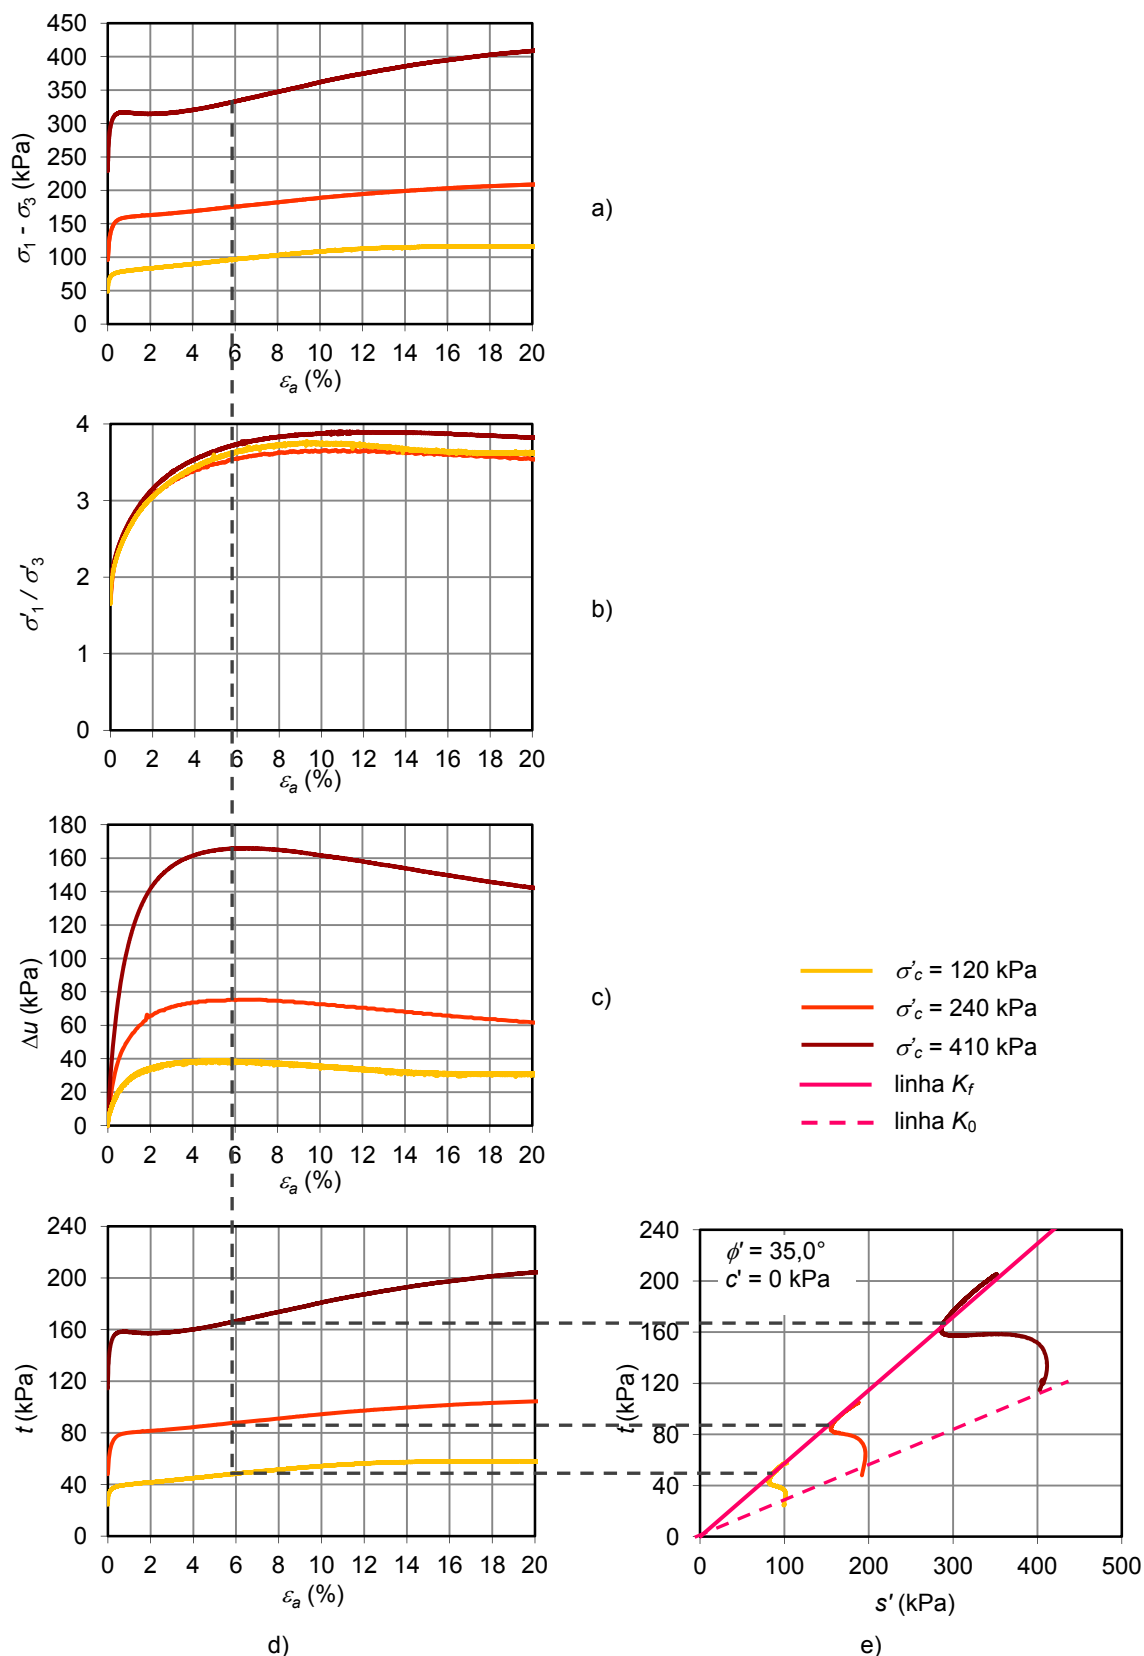 450
400
350
300
250
200
150
100
50
0
σ1 - σ3 (kPa)
0 2 4 6 8 10 12 14 16 18 20
εa (%)
a)
4
3
2
1
0
σ'1 / σ'3
0 2 4 6 8 10 12 14 16 18 20
εa (%)
b)
180
160
140
120
100
80
60
40
20
0
Δu (kPa)
0 2 4 6 8 10 12 14 16 18 20
εa (%)
c)
σ'c = 120 kPa
σ'c = 240 kPa
σ'c = 410 kPa
linha Kf
linha K0
240
200
160
120
80
40
0
t (kPa)
0 2 4 6 8 10 12 14 16 18 20
εa (%)
d)
240
200
160
120
80
40
0
t (kPa)
ϕ' = 35,0°
c' = 0 kPa
0 100 200 300 400 500
s' (kPa)
e)